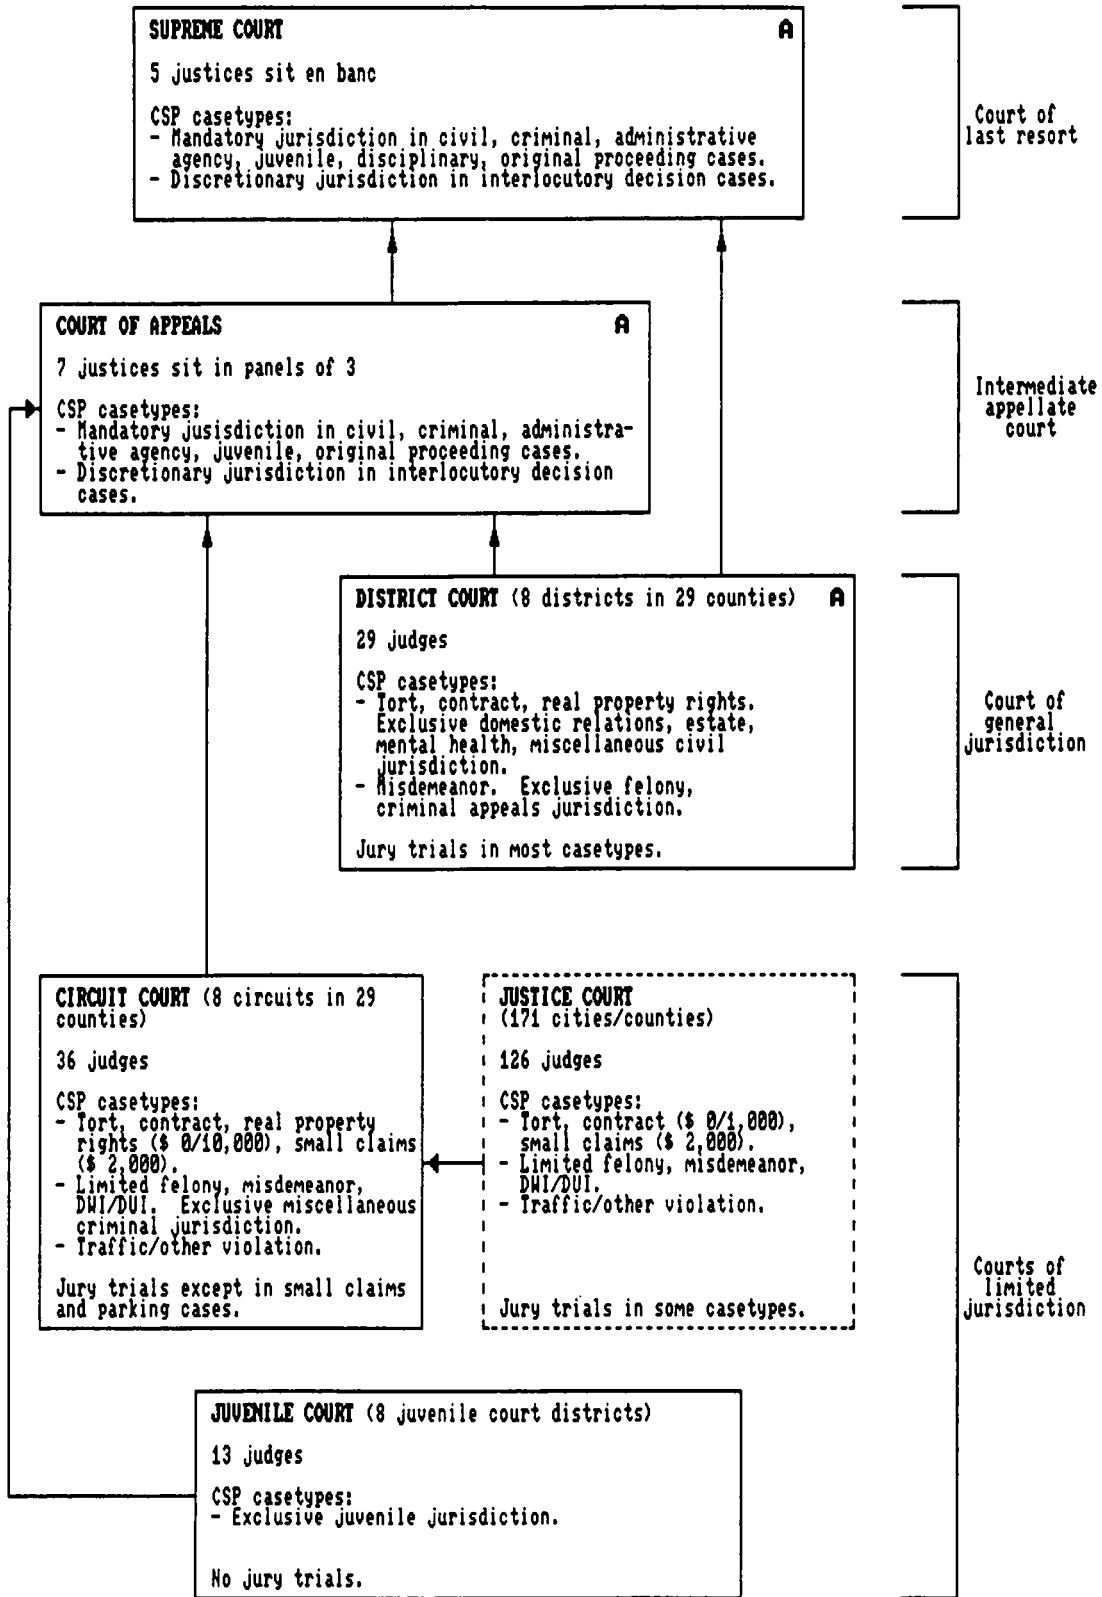 SUPREME COURT A
5 justices sit en banc
CSP casetypes:
- Mandatory jurisdiction in civil, criminal, administrative
agency, juvenile, disciplinary, original proceeding cases.
- Discretionary jurisdiction in interlocutory decision cases.
Court of
last resort
COURT OF APPEALS A
7 justices sit in panels of 3
CSP casetypes:
- Mandatory jusisdiction in civil, criminal, administra-
tive agency, juvenile, original proceeding cases.
- Discretionary jurisdiction in interlocutory decision
cases.
Intermediate
appellate
court
DISTRICT COURT (8 districts in 29 counties) A
29 judges
CSP casetypes:
- Tort, contract, real property rights.
Exclusive domestic relations, estate,
mental health, miscellaneous civil
jurisdiction.
- Misdemeanor. Exclusive felony,
criminal appeals jurisdiction.
Jury trials in most casetypes.
Court of
general
jurisdiction
CIRCUIT COURT (8 circuits in 29
counties)
36 judges
CSP casetypes:
- Tort, contract, real property
rights ($ 0/10,000), small claims
($ 2,000).
- Limited felony, misdemeanor,
DWI/DUI. Exclusive miscellaneous
criminal jurisdiction.
- Traffic/other violation.
Jury trials except in small claims
and parking cases.
JUSTICE COURT
(171 cities/counties)
126 judges
CSP casetypes:
- Tort, contract ($ 0/1,000),
small claims ($ 2,000).
- Limited felony, misdemeanor,
DWI/DUI.
- Traffic/other violation.
Jury trials in some casetypes.
Courts of
limited
jurisdiction
JUVENILE COURT (8 juvenile court districts)
13 judges
CSP casetypes:
- Exclusive juvenile jurisdiction.
No jury trials.